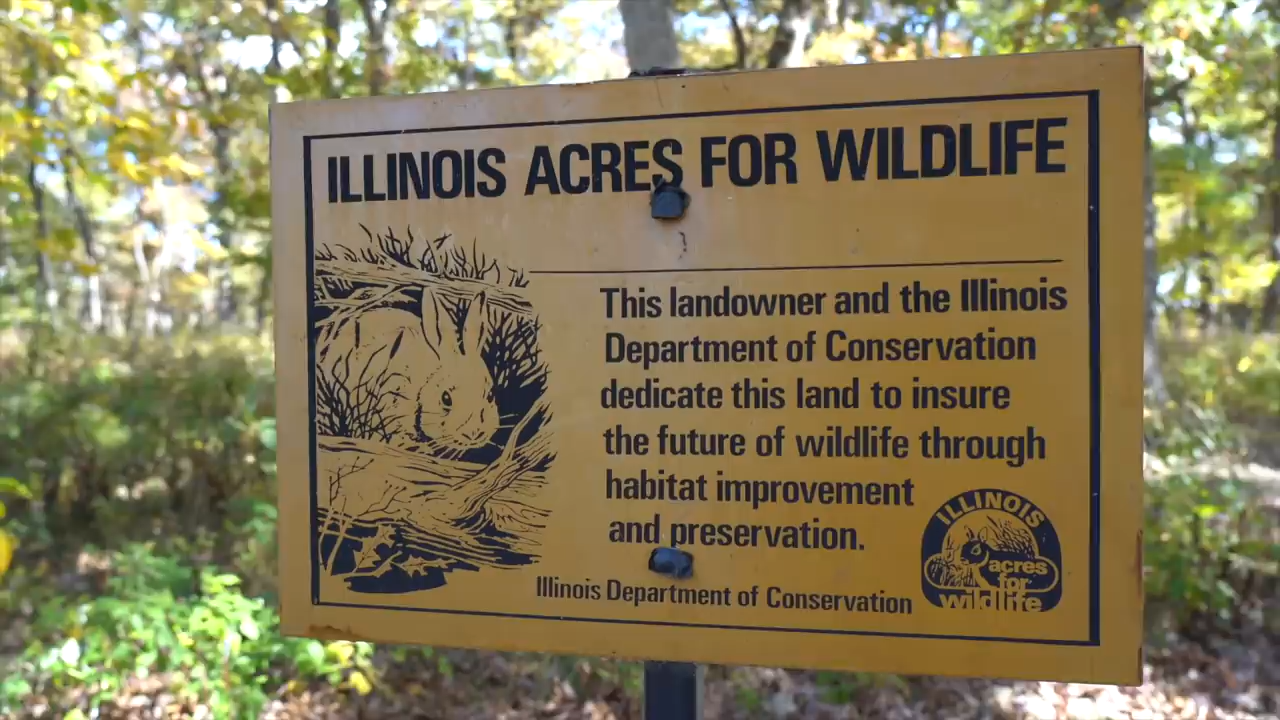 ILLINOIS ACRES FOR WILDLIFE
This landowner and the Illinois
Department of Conservation
dedicate this land to insure
the future of wildlife through
habitat improvement
and preservation.
Illinois Department of Conservation
ILLINOIS
acres
for
wildlife